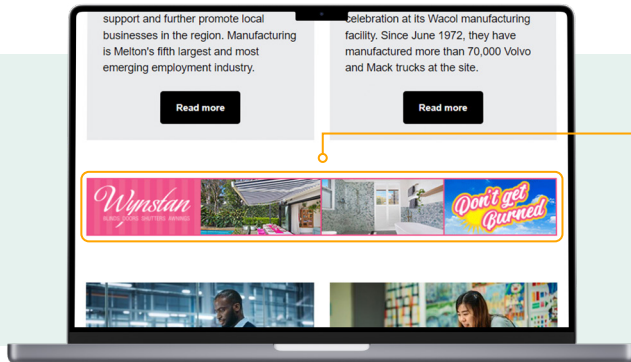 support and further promote local
businesses in the region. Manufacturing
is Melton's fifth largest and most
emerging employment industry.
Read more
celebration at its Wacol manufacturing
facility. Since June 1972, they have
manufactured more than 70,000 Volvo
and Mack trucks at the site.
Read more
Wynstan
BLINDS DOORS SHUTTERS AWNINGS
Don't get
Burned